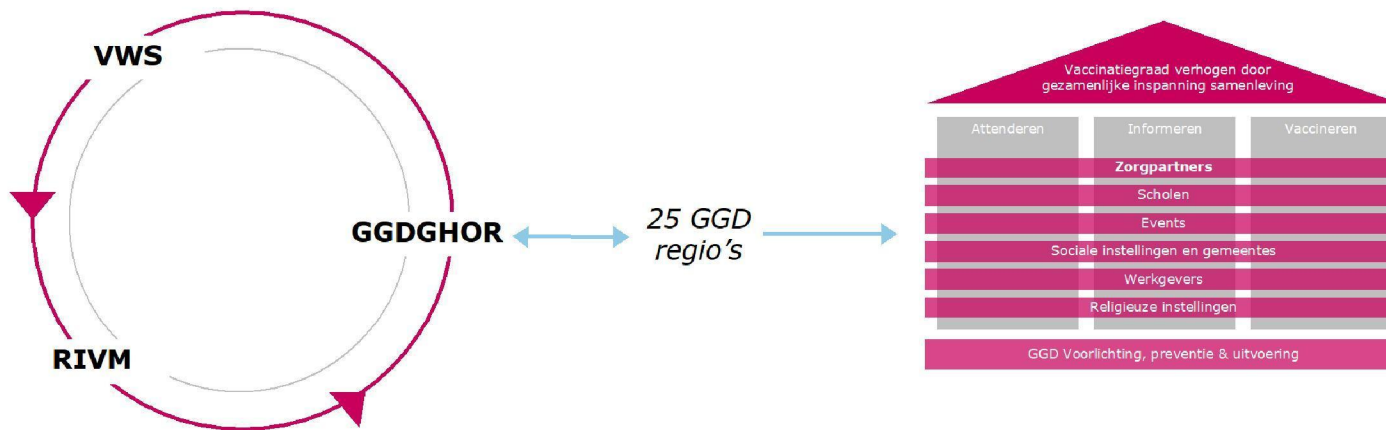 VWS
GGDGHOR
RIVM
25 GGD
regio's
Vaccinatiegraad verhogen door
gezamenlijke inspanning samenleving
Attenderen
Informeren
Vaccineren
Zorgpartners
Scholen
Events
Sociale instellingen en gemeentes
Werkgevers
Religieuze instellingen
GGD Voorlichting, preventie & uitvoering